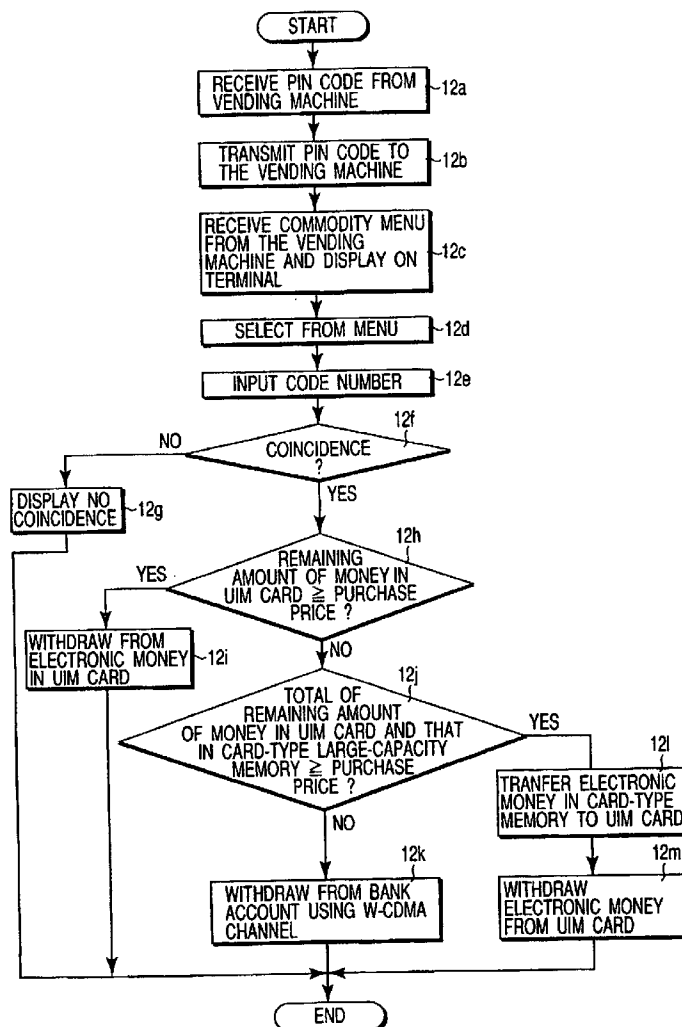 START
RECEIVE PIN CODE FROM
VENDING MACHINE
12a
TRANSMIT PIN CODE TO
THE VENDING MACHINE
12b
RECEIVE COMMODITY MENU
FROM THE VENDING
MACHINE AND DISPLAY ON
TERMINAL
12c
SELECT FROM MENU
12d
INPUT CODE NUMBER
12e
12f
NO
COINCIDENCE
?
DISPLAY NO
COINCIDENCE
12g
YES
12h
YES
REMAINING
AMOUNT OF MONEY IN
UIM CARD ≧ PURCHASE
PRICE ?
WITHDRAW FROM
ELECTRONIC MONEY
IN UIM CARD
12i
NO
12j
TOTAL OF
REMAINING AMOUNT
OF MONEY IN UIM CARD AND THAT
IN CARD-TYPE LARGE-CAPACITY
MEMORY ≧ PURCHASE
PRICE ?
YES
12l
TRANFER ELECTRONIC
MONEY IN CARD-TYPE
MEMORY TO UIM CARD
NO
12k
WITHDRAW FROM BANK
ACCOUNT USING W-CDMA
CHANNEL
12m
WITHDRAW
ELECTRONIC MONEY
FROM UIM CARD
END